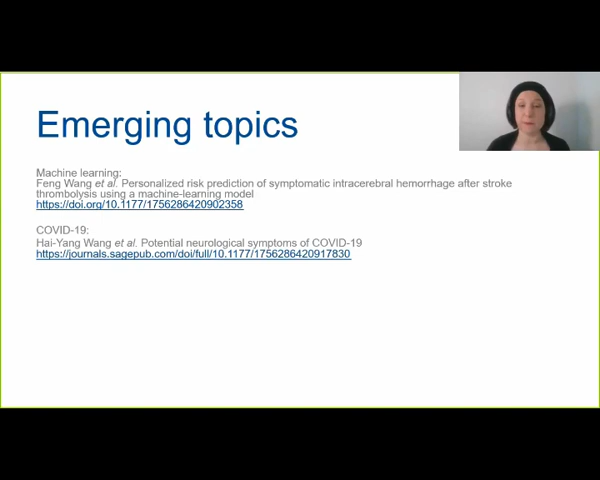 Emerging topics
Machine learning:
Feng Wang et al. Personalized risk prediction of symptomatic intracerebral hemorrhage after stroke
thrombolysis using a machine-learning model
https://doi.org/10.1177/1756286420902358
COVID-19:
Hai-Yang Wang et al. Potential neurological symptoms of COVID-19
https://journals.sagepub.com/doi/full/10.1177/1756286420917830